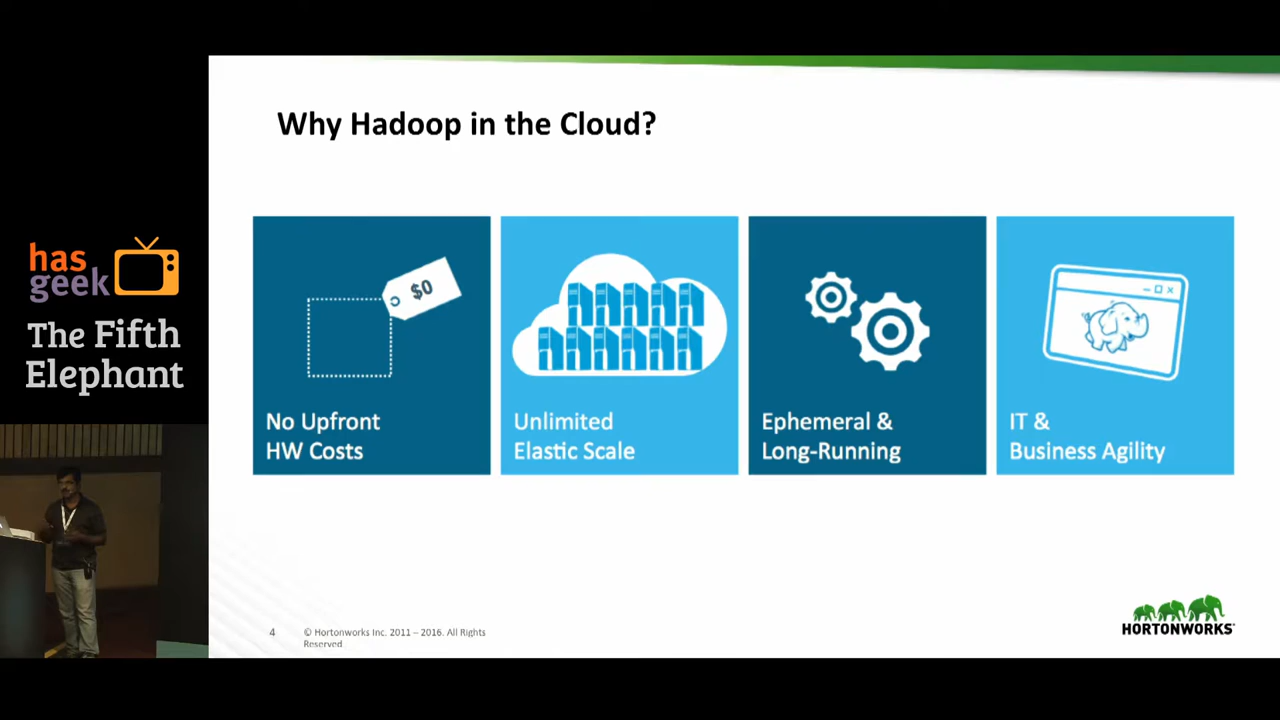 Why Hadoop in the Cloud?
has
geek
The Fifth
Elephant
$0
No Upfront
HW Costs
Unlimited
Elastic Scale
Ephemeral &
Long-Running
IT &
Business Agility
4
© Hortonworks Inc. 2011 – 2016. All Rights
Reserved
HORTONWORKS